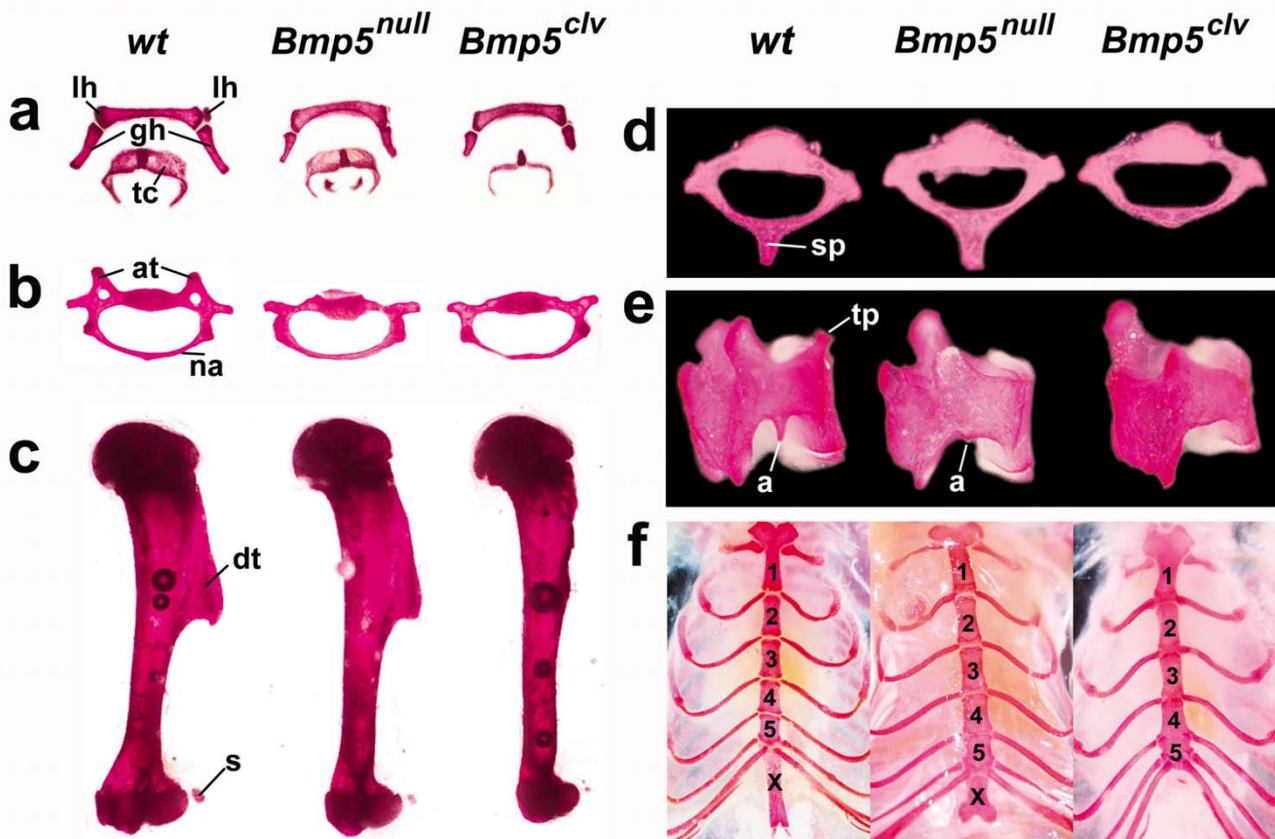 wt Bmp5null Bmp5clv
a
lh lh
gh
tc
b
at
na
c
dt
s
wt Bmp5null Bmp5clv
d
sp
e
tp
a a
f
1 1 1
2 2 2
3 3 3
4 4 4
5 5 5
X X